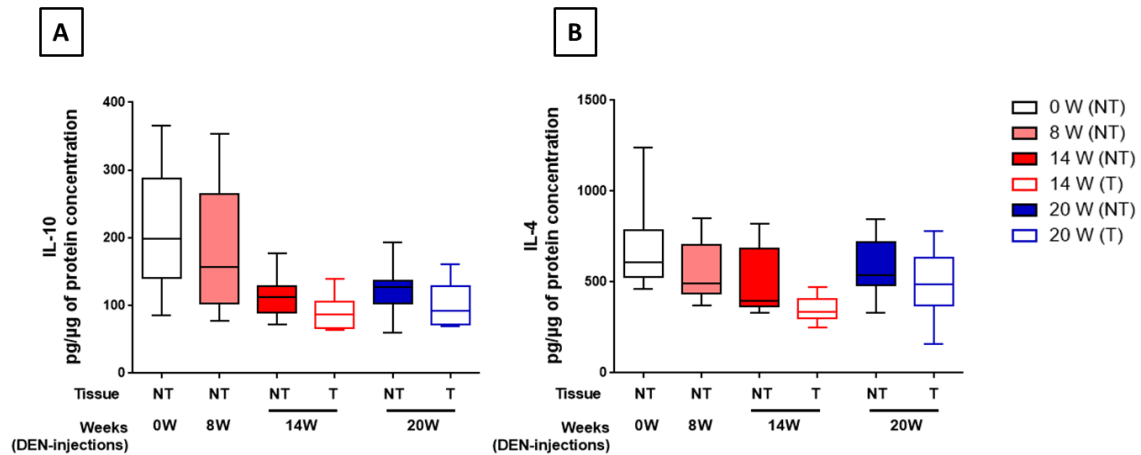 A
B
IL-10
pg/µg of protein concentration
400
300
200
100
0
Tissue NT NT NT T NT T
Weeks 0W 8W 14W 20W
(DEN-injections)
IL-4
pg/µg of protein concentration
1500
1000
500
0
Tissue NT NT NT T NT T
Weeks 0W 8W 14W 20W
(DEN-injections)
0 W (NT)
8 W (NT)
14 W (NT)
14 W (T)
20 W (NT)
20 W (T)